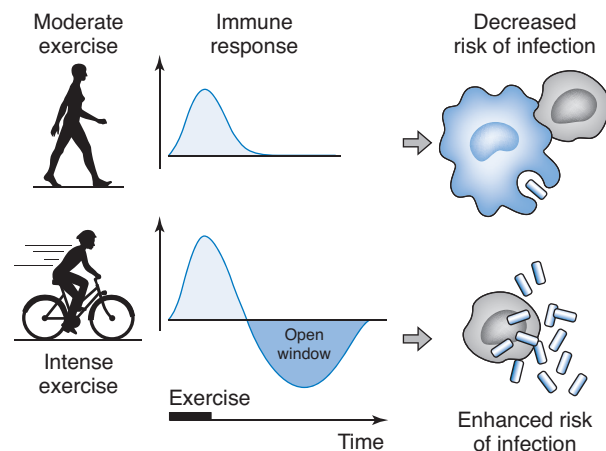 Moderate
exercise
Immune
response
Decreased
risk of infection
Open
window
Intense
exercise
Exercise
Time
Enhanced risk
of infection